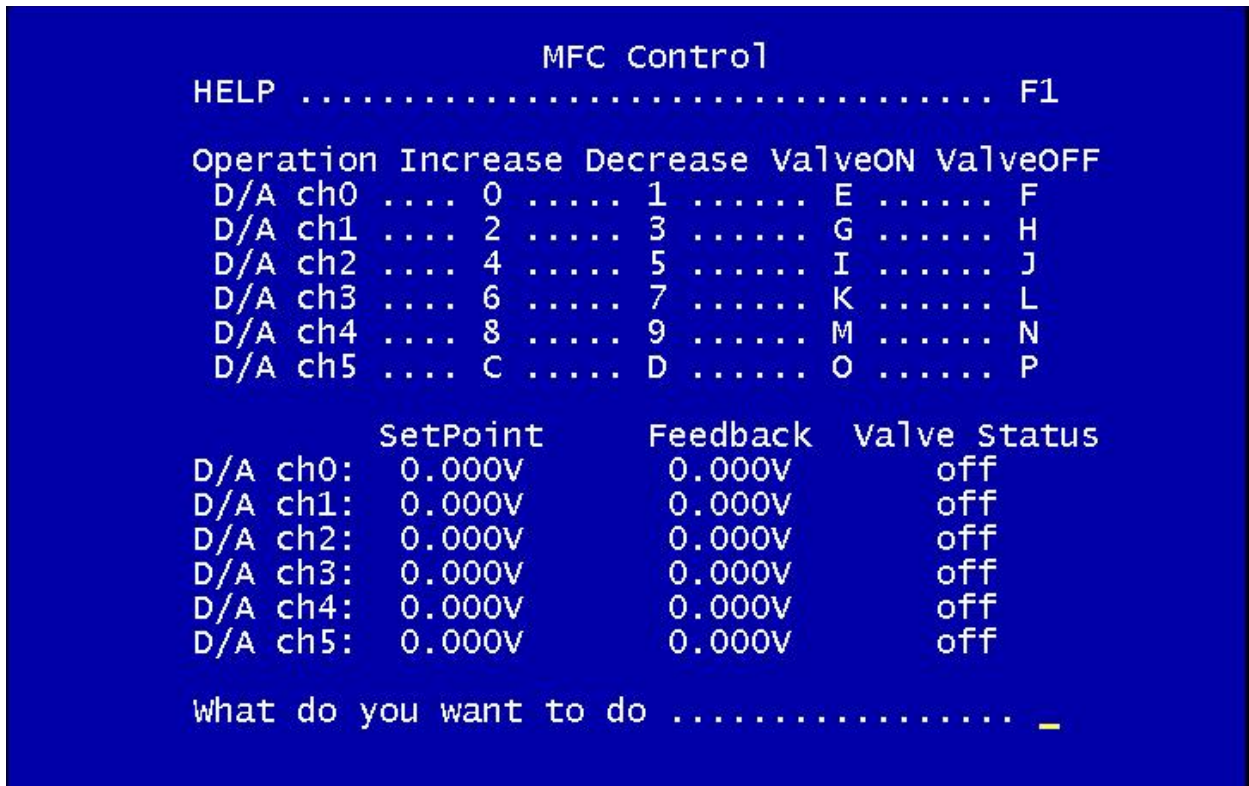 MFC Control
HELP .................................. F1
Operation Increase Decrease ValveON ValveOFF
D/A ch0 .... 0 ..... 1 ...... E ...... F
D/A ch1 .... 2 ..... 3 ...... G ...... H
D/A ch2 .... 4 ..... 5 ...... I ...... J
D/A ch3 .... 6 ..... 7 ...... K ...... L
D/A ch4 .... 8 ..... 9 ...... M ...... N
D/A ch5 .... C ..... D ...... O ...... P
SetPoint Feedback Valve Status
D/A ch0: 0.000V 0.000V off
D/A ch1: 0.000V 0.000V off
D/A ch2: 0.000V 0.000V off
D/A ch3: 0.000V 0.000V off
D/A ch4: 0.000V 0.000V off
D/A ch5: 0.000V 0.000V off
What do you want to do ................. _